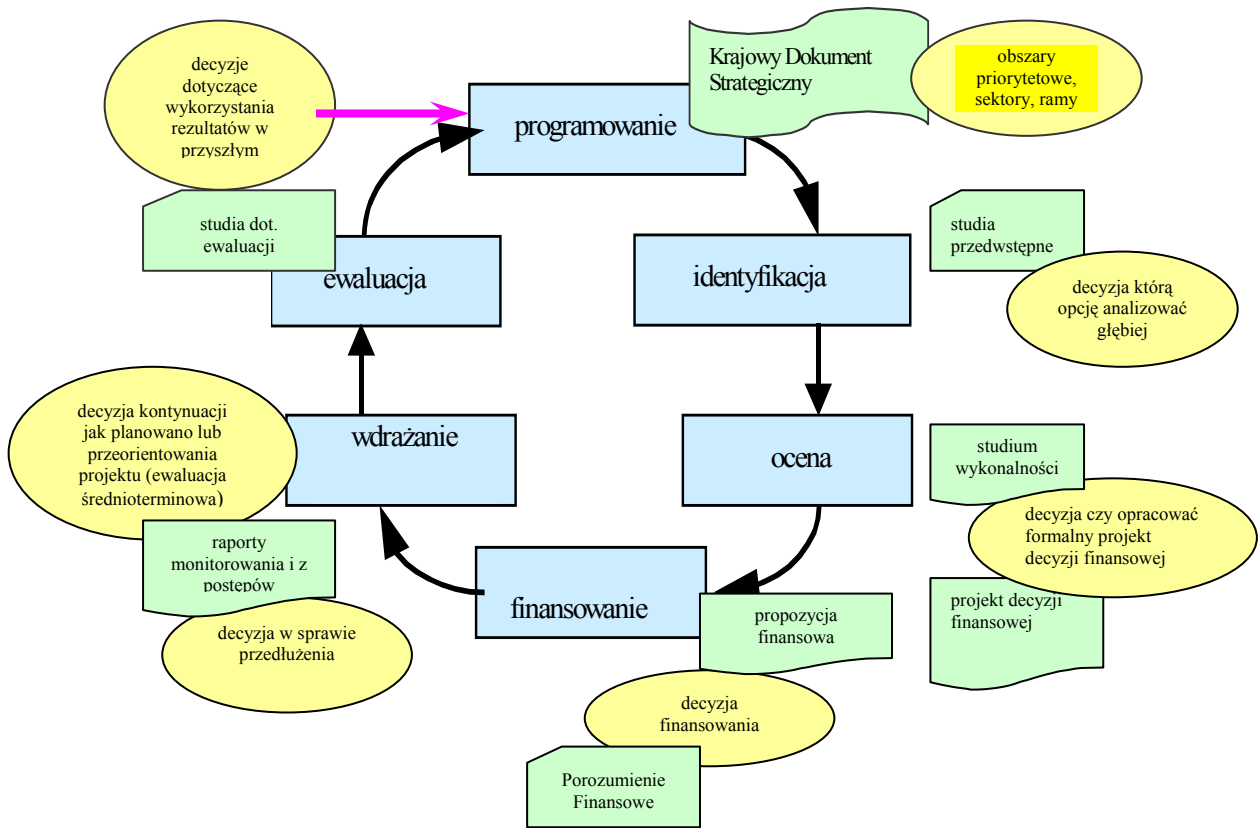 decyzje
dotyczące
wykorzystania
rezultatów w
przyszłym
programowanie
Krajowy Dokument
Strategiczny
obszary
priorytetowe,
sektory, ramy
studia dot.
ewaluacji
ewaluacja
identyfikacja
studia
przedwstępne
decyzja którą
opcję analizować
głębiej
decyzja kontynuacji
jak planowano lub
przeorientowania
projektu (ewaluacja
średnioterminowa)
wdrażanie
ocena
studium
wykonalności
decyzja czy opracować
formalny projekt
decyzji finansowej
raporty
monitorowania i z
postępów
decyzja w sprawie
przedłużenia
finansowanie
propozycja
finansowa
projekt decyzji
finansowej
decyzja
finansowania
Porozumienie
Finansowe